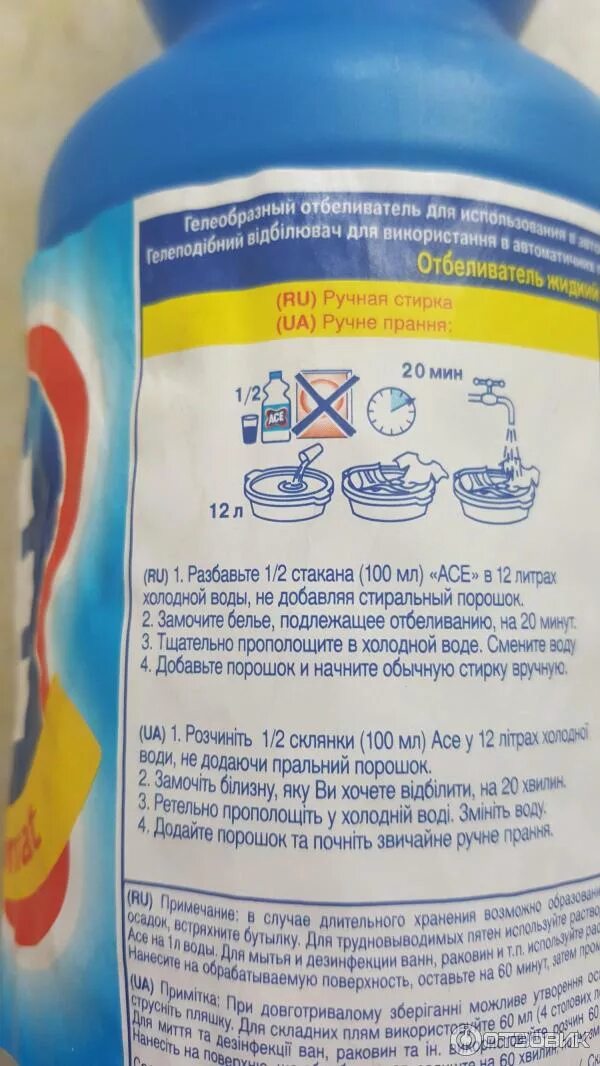 Гелеобразный отбеливатель для использования в
Гелеподібний відбілювач для використання в автоматичних
Отбеливатель жидкий
(RU) Ручная стирка
(UA) Ручне прання:
20 мин
1/2
ACE
12 л
(RU) 1. Разбавьте 1/2 стакана (100 мл) «ACE» в 12 литрах
холодной воды, не добавляя стиральный порошок.
2. Замочите белье, подлежащее отбеливанию, на 20 минут.
3. Тщательно прополощите в холодной воде. Смените воду
4. Добавьте порошок и начните обычную стирку вручную.
(UA) 1. Розчиніть 1/2 склянки (100 мл) Ace у 12 літрах холодної
води, не додаючи пральний порошок.
2. Замочіть білизну, яку Ви хочете відбілити, на 20 хвилин.
3. Ретельно прополощіть у холодній воді. Змініть воду.
4. Додайте порошок та почніть звичайне ручне прання.
(RU) Примечание: в случае длительного хранения возможно
осадок, встряхните бутылку. Для трудновыводимых пятен используйте
Ace на 1л воды. Для мытья и дезинфекции ванн, раковин и т.п. используйте
Нанесите на обрабатываемую поверхность, оставьте на 60 минут, затем
(UA) Примітка: При довготривалому зберіганні можливе утворення
струсніть пляшку. Для складних плям використовуйте 60 мл (4 столових
Для миття та дезінфекції ванн, раковин та ін. розчин 60
Нанесіть на на 60 хвилин
отзовик